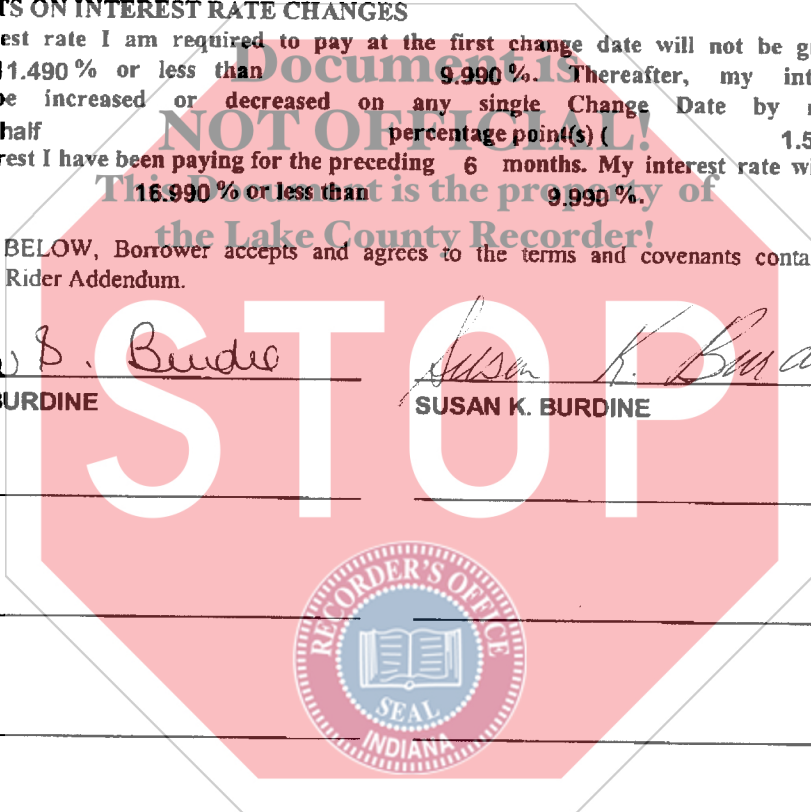 TS ON INTEREST RATE CHANGES
est rate I am required to pay at the first change date will not be g
11.490 % or less than 9.990 %. Thereafter, my int
be increased or decreased on any single Change Date by
half percentage point(s) ( 1.5
rest I have been paying for the preceding 6 months. My interest rate wi
16.990 % or less than 9.990 %.
BELOW, Borrower accepts and agrees to the terms and covenants conta
Rider Addendum.
Document is
NOT OFFICIAL!
This Document is the property of
the Lake County Recorder!
STOP
B. Burdine
Susan K. Burd
BURDINE
SUSAN K. BURDINE
RECORDER'S OFFICE
SEAL
INDIANA